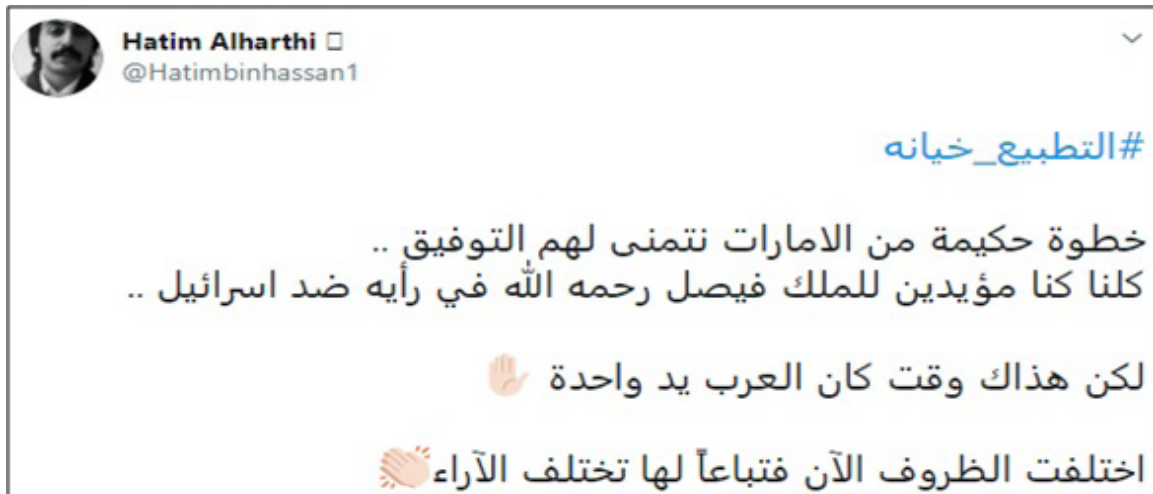 Hatim Alharthi
@Hatimbinhassan1
#التطبيع_خيانه
خطوة حكيمة من الامارات نتمنى لهم التوفيق ..
كلنا كنا مؤيدين للملك فيصل رحمه الله في رأيه ضد اسرائيل ..
لكن هذاك وقت كان العرب يد واحدة ✋🏻
اختلفت الظروف الآن فتباعاً لها تختلف الآراء👏🏻